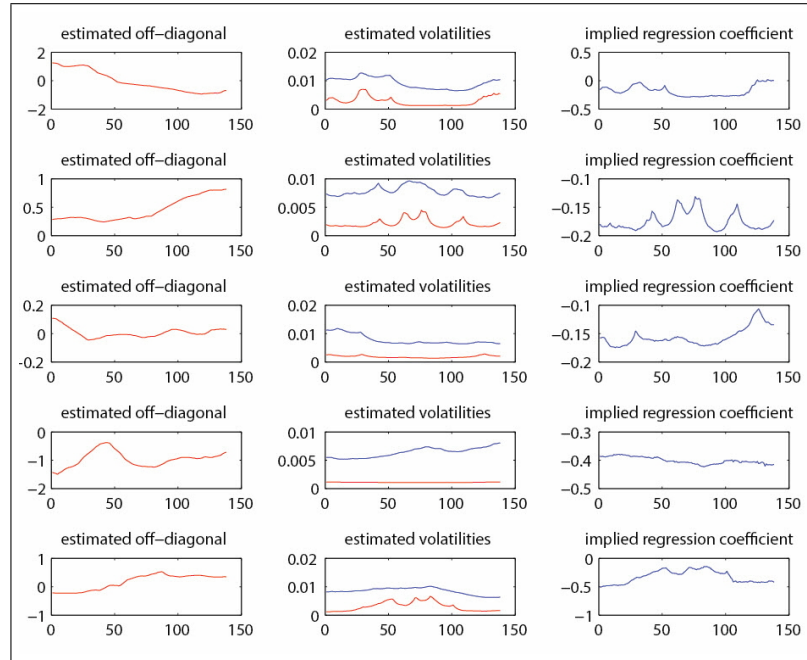 estimated off−diagonal estimated volatilities implied regression coefficient
2 0.02 0.5
0 0.01 0
−2 0 −0.5
0 50 100 150 0 50 100 150 0 50 100 150
estimated off−diagonal estimated volatilities implied regression coefficient
1 0.01 −0.1
0.5 0.005 −0.15
0 0 −0.2
0 50 100 150 0 50 100 150 0 50 100 150
estimated off−diagonal estimated volatilities implied regression coefficient
0.2 0.02 −0.1
0 0.01 −0.15
-0.2 0 −0.2
0 50 100 150 0 50 100 150 0 50 100 150
estimated off−diagonal estimated volatilities implied regression coefficient
0 0.01 −0.3
−1 0.005 −0.4
−2 0 −0.5
0 50 100 150 0 50 100 150 0 50 100 150
estimated off−diagonal estimated volatilities implied regression coefficient
1 0.02 0
0 0.01 −0.5
−1 0 −1
0 50 100 150 0 50 100 150 0 50 100 150